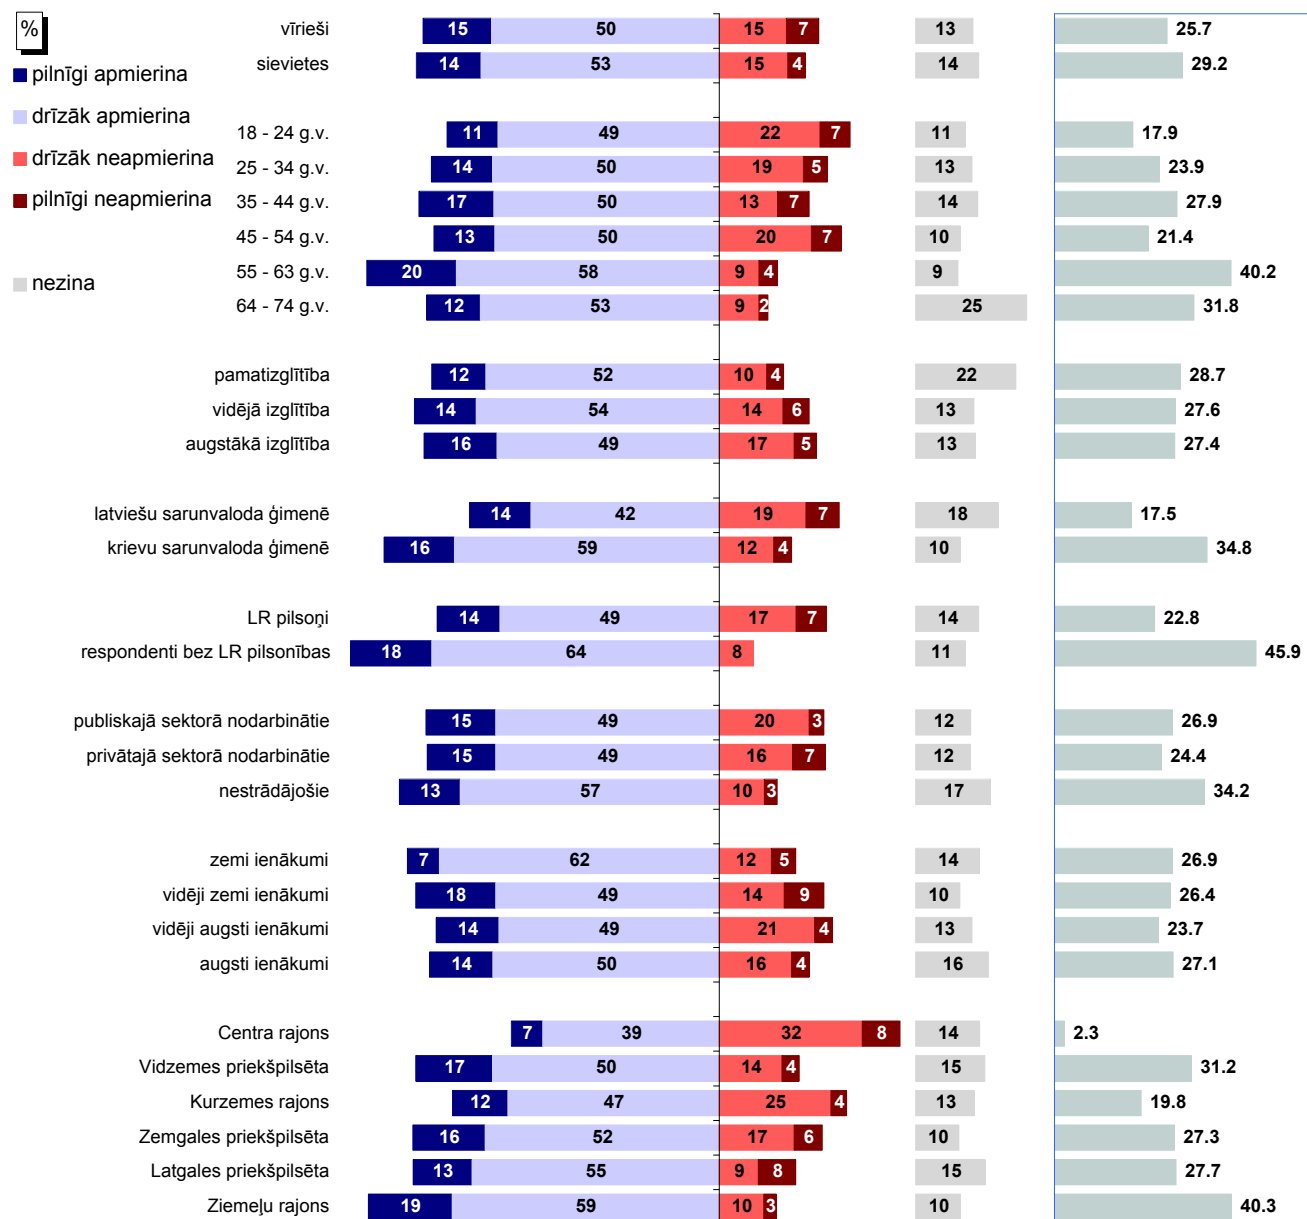 %
pilnīgi apmierina
drīzāk apmierina
drīzāk neapmierina
pilnīgi neapmierina
nezina
vīrieši 15 50 15 7 13 25.7
sievietes 14 53 15 4 14 29.2
18 - 24 g.v. 11 49 22 7 11 17.9
25 - 34 g.v. 14 50 19 5 13 23.9
35 - 44 g.v. 17 50 13 7 14 27.9
45 - 54 g.v. 13 50 20 7 10 21.4
55 - 63 g.v. 20 58 9 4 9 40.2
64 - 74 g.v. 12 53 9 2 25 31.8
pamatizglītība 12 52 10 4 22 28.7
vidējā izglītība 14 54 14 6 13 27.6
augstākā izglītība 16 49 17 5 13 27.4
latviešu sarunvaloda ģimenē 14 42 19 7 18 17.5
krievu sarunvaloda ģimenē 16 59 12 4 10 34.8
LR pilsoņi 14 49 17 7 14 22.8
respondenti bez LR pilsonības 18 64 8 11 45.9
publiskajā sektorā nodarbinātie 15 49 20 3 12 26.9
privātajā sektorā nodarbinātie 15 49 16 7 12 24.4
nestrādājošie 13 57 10 3 17 34.2
zemi ienākumi 7 62 12 5 14 26.9
vidēji zemi ienākumi 18 49 14 9 10 26.4
vidēji augsti ienākumi 14 49 21 4 13 23.7
augsti ienākumi 14 50 16 4 16 27.1
Centra rajons 7 39 32 8 14 2.3
Vidzemes priekšpilsēta 17 50 14 4 15 31.2
Kurzemes rajons 12 47 25 4 13 19.8
Zemgales priekšpilsēta 16 52 17 6 10 27.3
Latgales priekšpilsēta 13 55 9 8 15 27.7
Ziemeļu rajons 19 59 10 3 10 40.3